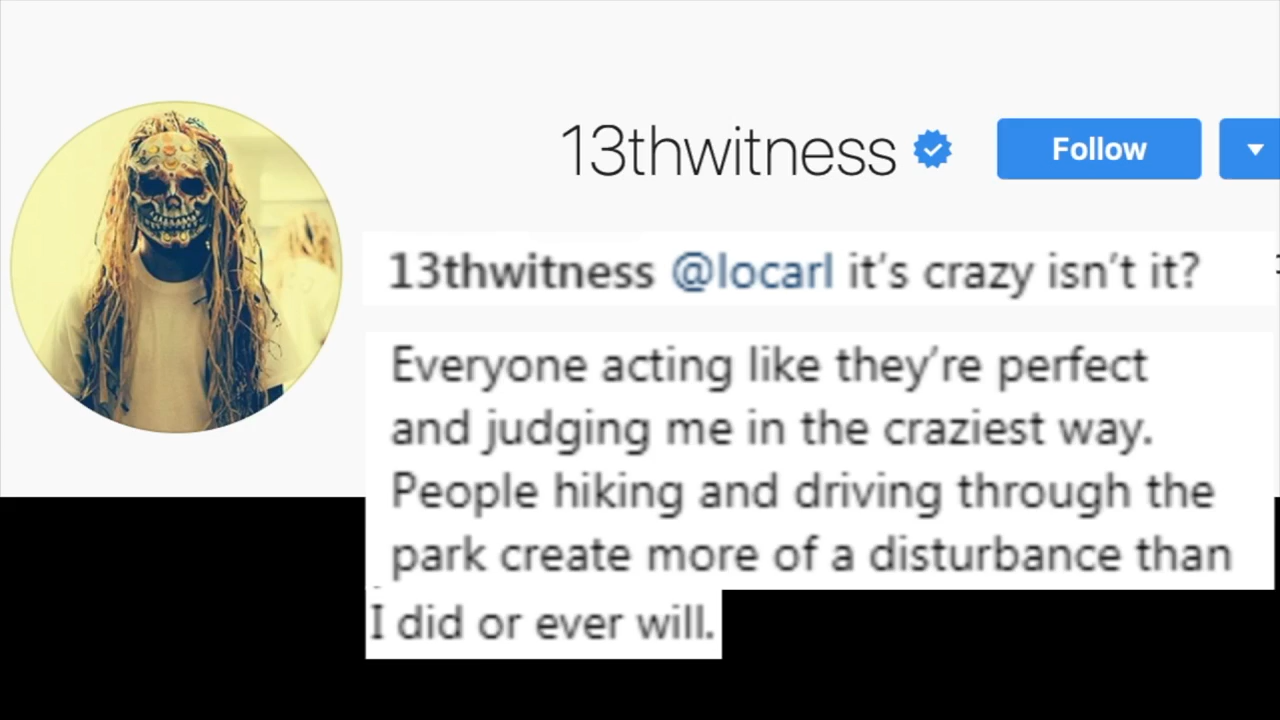 13thwitness
Follow
13thwitness @locarl it's crazy isn't it?
Everyone acting like they're perfect
and judging me in the craziest way.
People hiking and driving through the
park create more of a disturbance than
I did or ever will.